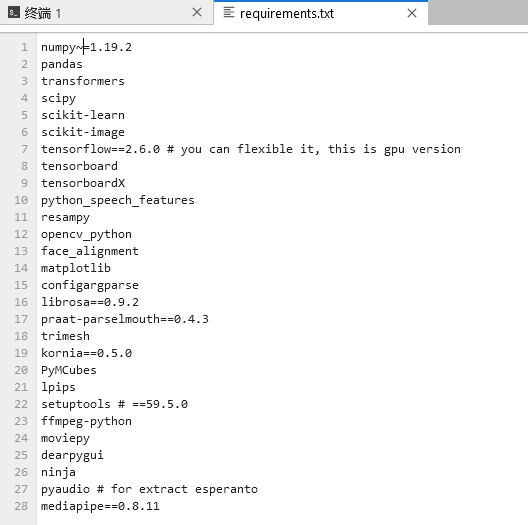 终端 1
requirements.txt
1 numpy~=1.19.2
2 pandas
3 transformers
4 scipy
5 scikit-learn
6 scikit-image
7 tensorflow==2.6.0 # you can flexible it, this is gpu version
8 tensorboard
9 tensorboardX
10 python_speech_features
11 resampy
12 opencv_python
13 face_alignment
14 matplotlib
15 configargparse
16 librosa==0.9.2
17 praat-parselmouth==0.4.3
18 trimesh
19 kornia==0.5.0
20 PyMCubes
21 lpips
22 setuptools # ==59.5.0
23 ffmpeg-python
24 moviepy
25 dearpygui
26 ninja
27 pyaudio # for extract esperanto
28 mediapipe==0.8.11